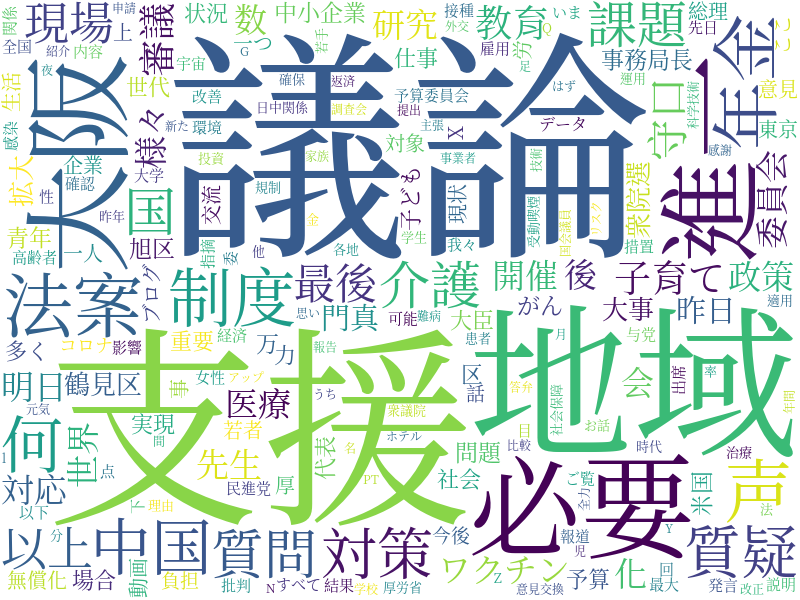 議論
支援
地域
必要
大阪
進
年金
法案
制度
中国
質問
質疑
対策
以上
何
声
現場
審議
数
中小企業
研究
教育
課題
総理
いま
先日
状況
上
一つ
仕事
労
事務局長
意見
東京
世代
様々
対象
データ
守口
衆院選
委員会
国
拡大
企業
生活
感染
青年
高齢者
一人
旭区
交流
子ども
現状
最後
介護
開催
後
子育て
政策
門真
がん
大事
昨日
ブログ
重要
万
力
大臣
与党
多く
コロナ
影響
経済
明日
鶴見区
事
女性
医療
区
話
会
出席
世界
実現
若者
先生
代表
厚
民進党
問題
社会
米国
対応
無償化
場合
動画
負担
批判
すべて
結果
厚労省
今後
ワクチン
化
予算
報道
ご覧
意見交換
発言
説明
改正
最大
回
以下
理由
点
元気
間
下
分
学校
名
PT
ホテル
衆議院
うち
報告
アップ
思い
可能
難病
患者
答弁
目
比較
お話
社会保障
時代
全力
率
月
治療
年間
適用
法
児
関係
全国
申請
紹介
内容
若手
夜
宇宙
確保
返済
改善
日中関係
調査会
新た
環境
予算委員会
提出
主張
接種
外交
雇用
足
はず
運用
科学技術
感謝
投資
家族
規制
事業者
技術
受動喫煙
国会議員
リスク
措置
大学
確認
性
昨年
指摘
委
他
金
各地
学生
我々
X
Y
Z
N
G
Q